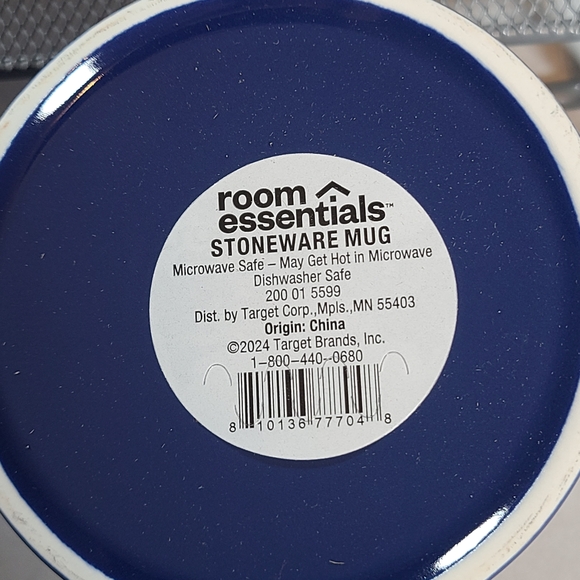 room
essentials™
STONEWARE MUG
Microwave Safe – May Get Hot in Microwave
Dishwasher Safe
200 01 5599
Dist. by Target Corp.,Mpls.,MN 55403
Origin: China
©2024 Target Brands, Inc.
1-800-440-0680
8 10136 77704 8